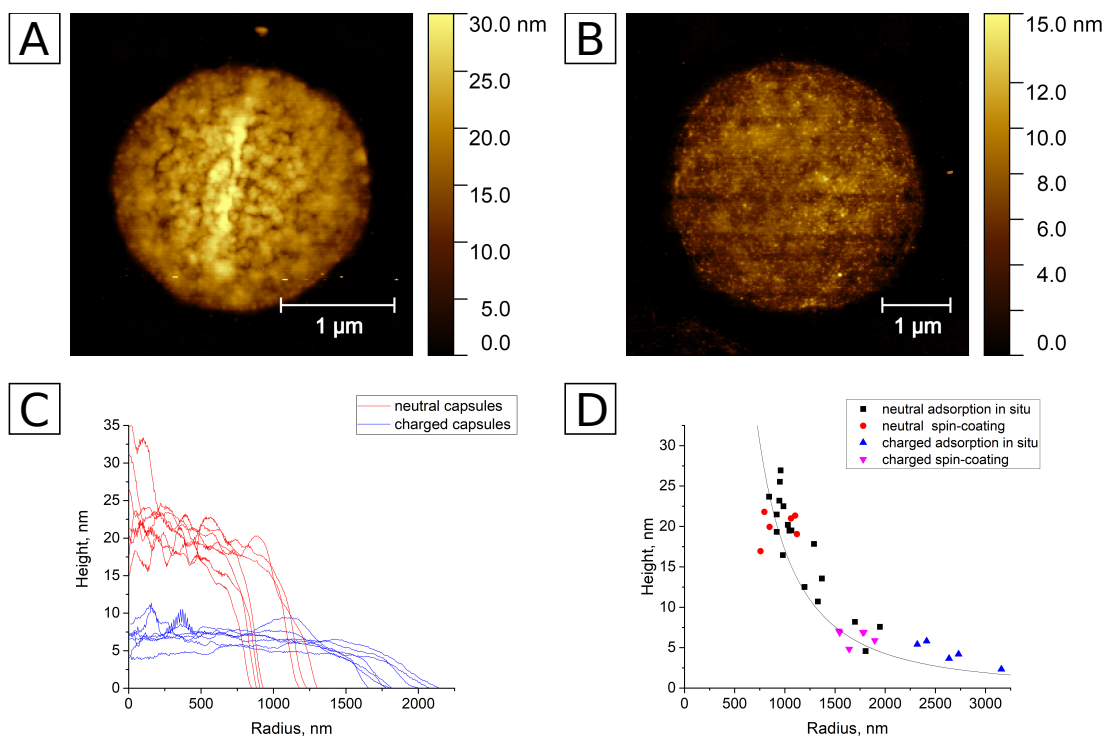 A
30.0 nm
25.0
20.0
15.0
10.0
5.0
0.0
1 µm
B
15.0 nm
12.0
10.0
8.0
6.0
4.0
0.0
1 µm
C
neutral capsules
charged capsules
Height, nm
35
30
25
20
15
10
5
0
0 500 1000 1500 2000
Radius, nm
D
neutral adsorption in situ
neutral spin-coating
charged adsorption in situ
charged spin-coating
Height, nm
30
25
20
15
10
5
0
0 500 1000 1500 2000 2500 3000
Radius, nm